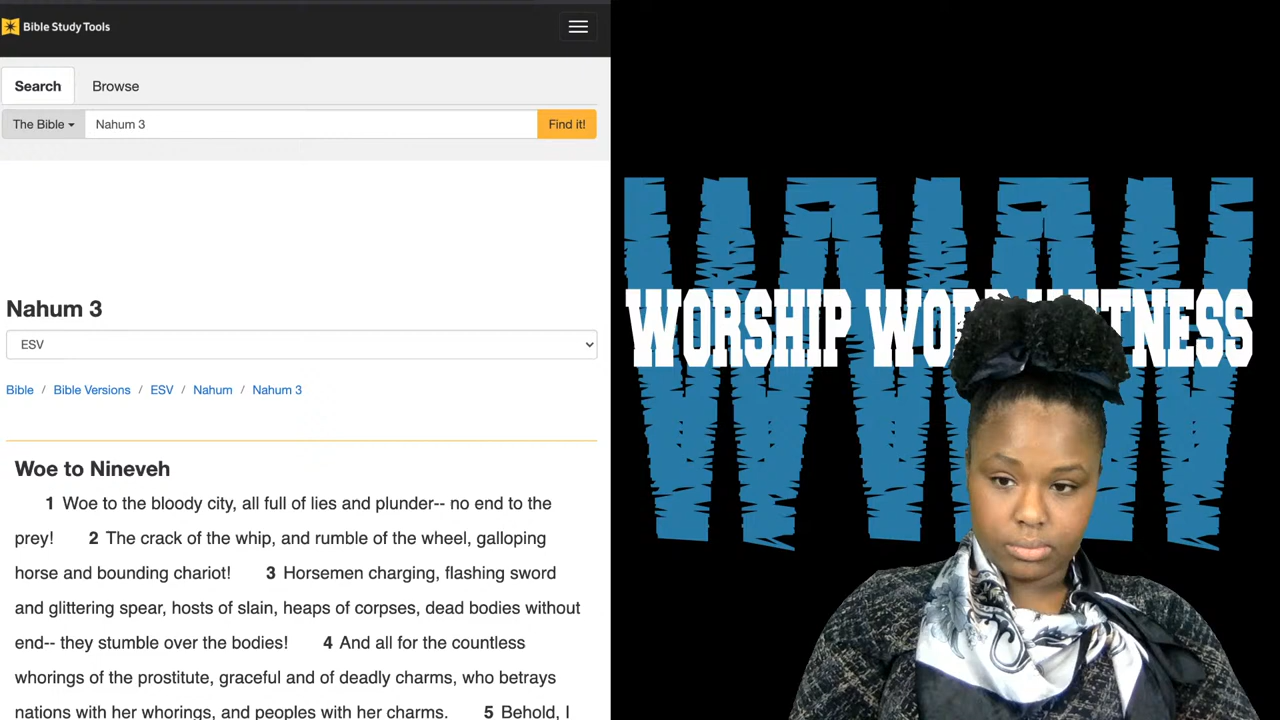 Bible Study Tools
Search
Browse
The Bible
Nahum 3
Find it!
Nahum 3
ESV
Bible / Bible Versions / ESV / Nahum / Nahum 3
Woe to Nineveh
1 Woe to the bloody city, all full of lies and plunder-- no end to the
prey! 2 The crack of the whip, and rumble of the wheel, galloping
horse and bounding chariot! 3 Horsemen charging, flashing sword
and glittering spear, hosts of slain, heaps of corpses, dead bodies without
end-- they stumble over the bodies! 4 And all for the countless
whorings of the prostitute, graceful and of deadly charms, who betrays
nations with her whorings, and peoples with her charms. 5 Behold, I
WWW
WORSHIP WORD WITNESS